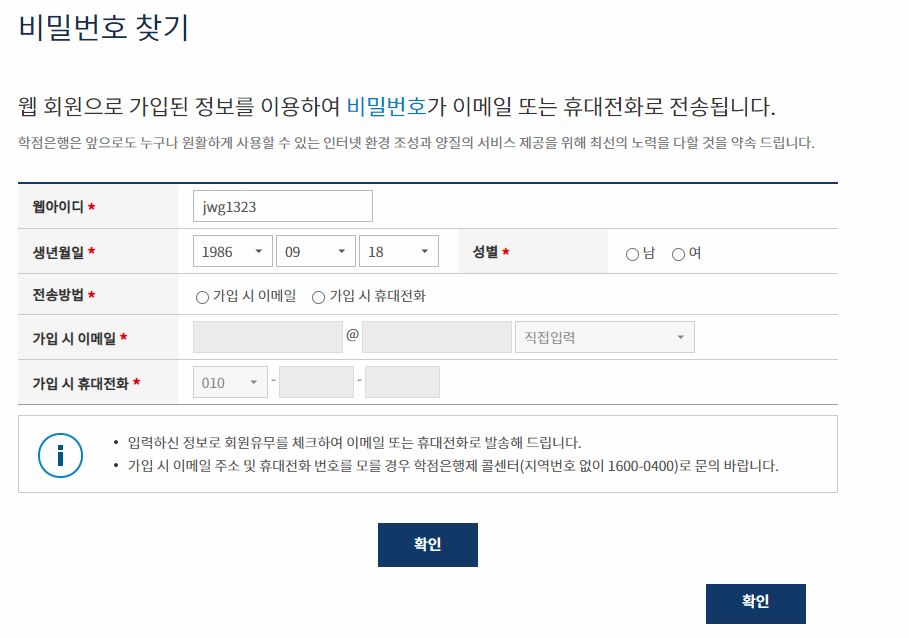 비밀번호 찾기
웹 회원으로 가입된 정보를 이용하여 비밀번호가 이메일 또는 휴대전화로 전송됩니다.
학점은행은 앞으로도 누구나 원활하게 사용할 수 있는 인터넷 환경 조성과 양질의 서비스 제공을 위해 최선의 노력을 다할 것을 약속 드립니다.
웹아이디 * jwg1323
생년월일 * 1986 09 18 성별 * 남 여
전송방법 * 가입 시 이메일 가입 시 휴대전화
가입 시 이메일 * @ 직접입력
가입 시 휴대전화 * 010 - -
• 입력하신 정보로 회원유무를 체크하여 이메일 또는 휴대전화로 발송해 드립니다.
• 가입 시 이메일 주소 및 휴대전화 번호를 모를 경우 학점은행제 콜센터(지역번호 없이 1600-0400)로 문의 바랍니다.
확인
확인